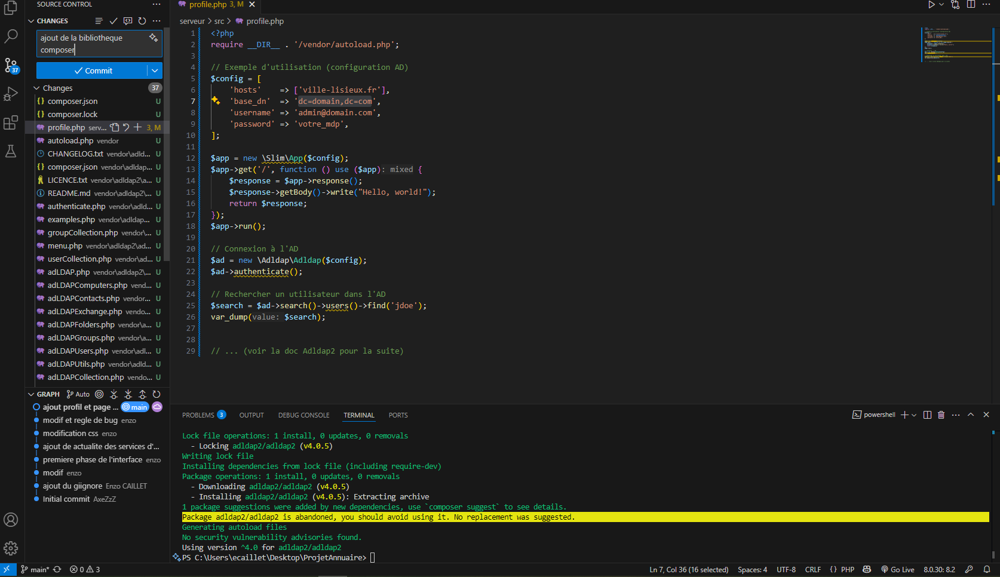 SOURCE CONTROL
CHANGES
ajout de la bibliotheque
composer
Commit
Changes 37
composer.json U
composer.lock U
profile.php serv... 3, M
autoload.php vendor U
CHANGELOG.txt vendor\adld... U
composer.json vendor\adldap... U
LICENCE.txt vendor\adldap2\a... U
README.md vendor\adldap2\... U
authenticate.php vendor\adld... U
examples.php vendor\adldap... U
groupCollection.php vendor\... U
menu.php vendor\adldap2\ad... U
userCollection.php vendor\ad... U
adLDAP.php vendor\adldap2\... U
adLDAPComputers.php vend... U
adLDAPContacts.php vendor... U
adLDAPExchange.php vendo... U
adLDAPFolders.php vendor\a... U
adLDAPGroups.php vendor\a... U
adLDAPUsers.php vendor\adl... U
adLDAPUtils.php vendor\adld... U
adLDAPCollection.php vendo... U
GRAPH Auto
ajout profil et page ... main
modif et regle de bug enzo
modification css enzo
ajout de actualite des services d'...
premiere phase de l'interface enzo
modif enzo
ajout du giignore Enzo CAILLET
Initial commit AxeZzZ
37
profile.php 3, M
serveur > src > profile.php
1 <?php
2 require __DIR__ . '/vendor/autoload.php';
3
4 // Exemple d'utilisation (configuration AD)
5 $config = [
6 'hosts' => ['ville-lisieux.fr'],
7 'base_dn' => 'dc=domain,dc=com',
8 'username' => 'admin@domain.com',
9 'password' => 'votre_mdp',
10 ];
11
12 $app = new \Slim\App($config);
13 $app->get('/', function () use ($app): mixed {
14 $response = $app->response();
15 $response->getBody()->write("Hello, world!");
16 return $response;
17 });
18 $app->run();
19
20 // Connexion à l'AD
21 $ad = new \Adldap\Adldap($config);
22 $ad->authenticate();
23
24 // Rechercher un utilisateur dans l'AD
25 $search = $ad->search()->users()->find('jdoe');
26 var_dump(value: $search);
27
28
29 // ... (voir la doc Adldap2 pour la suite)
PROBLEMS 3 OUTPUT DEBUG CONSOLE TERMINAL PORTS powershell
Lock file operations: 1 install, 0 updates, 0 removals
- Locking adldap2/adldap2 (v4.0.5)
Writing lock file
Installing dependencies from lock file (including require-dev)
Package operations: 1 install, 0 updates, 0 removals
- Downloading adldap2/adldap2 (v4.0.5)
- Installing adldap2/adldap2 (v4.0.5): Extracting archive
1 package suggestions were added by new dependencies, use `composer suggest` to see details.
Package adldap2/adldap2 is abandoned, you should avoid using it. No replacement was suggested.
Generating autoload files
No security vulnerability advisories found.
Using version ^4.0 for adldap2/adldap2
PS C:\Users\ecaillet\Desktop\ProjetAnnuaire>
main* 0 3 Ln 7, Col 36 (16 selected) Spaces: 4 UTF-8 CRLF { } PHP Go Live 8.0.30: 8.2